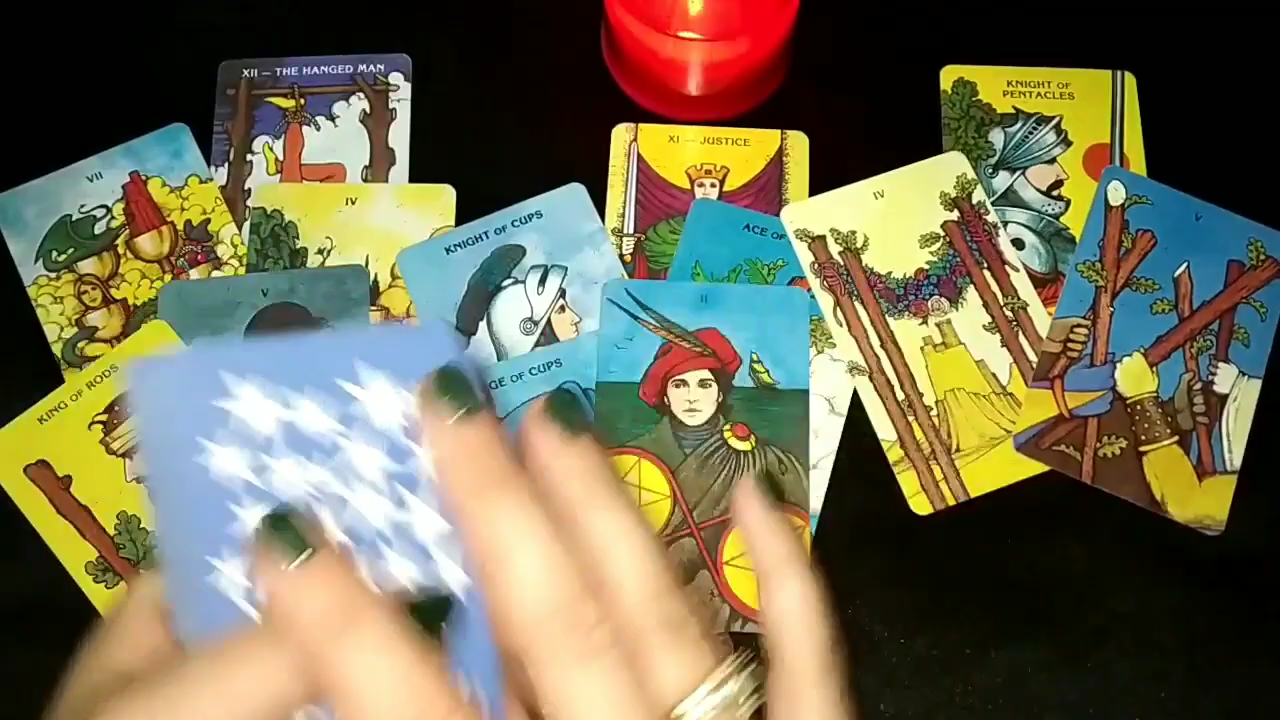 XII — THE HANGED MAN
KNIGHT OF
PENTACLES
XI — JUSTICE
VII
IV
IV
KNIGHT OF CUPS
V
ACE OF
V
II
KING OF RODS
GE OF CUPS